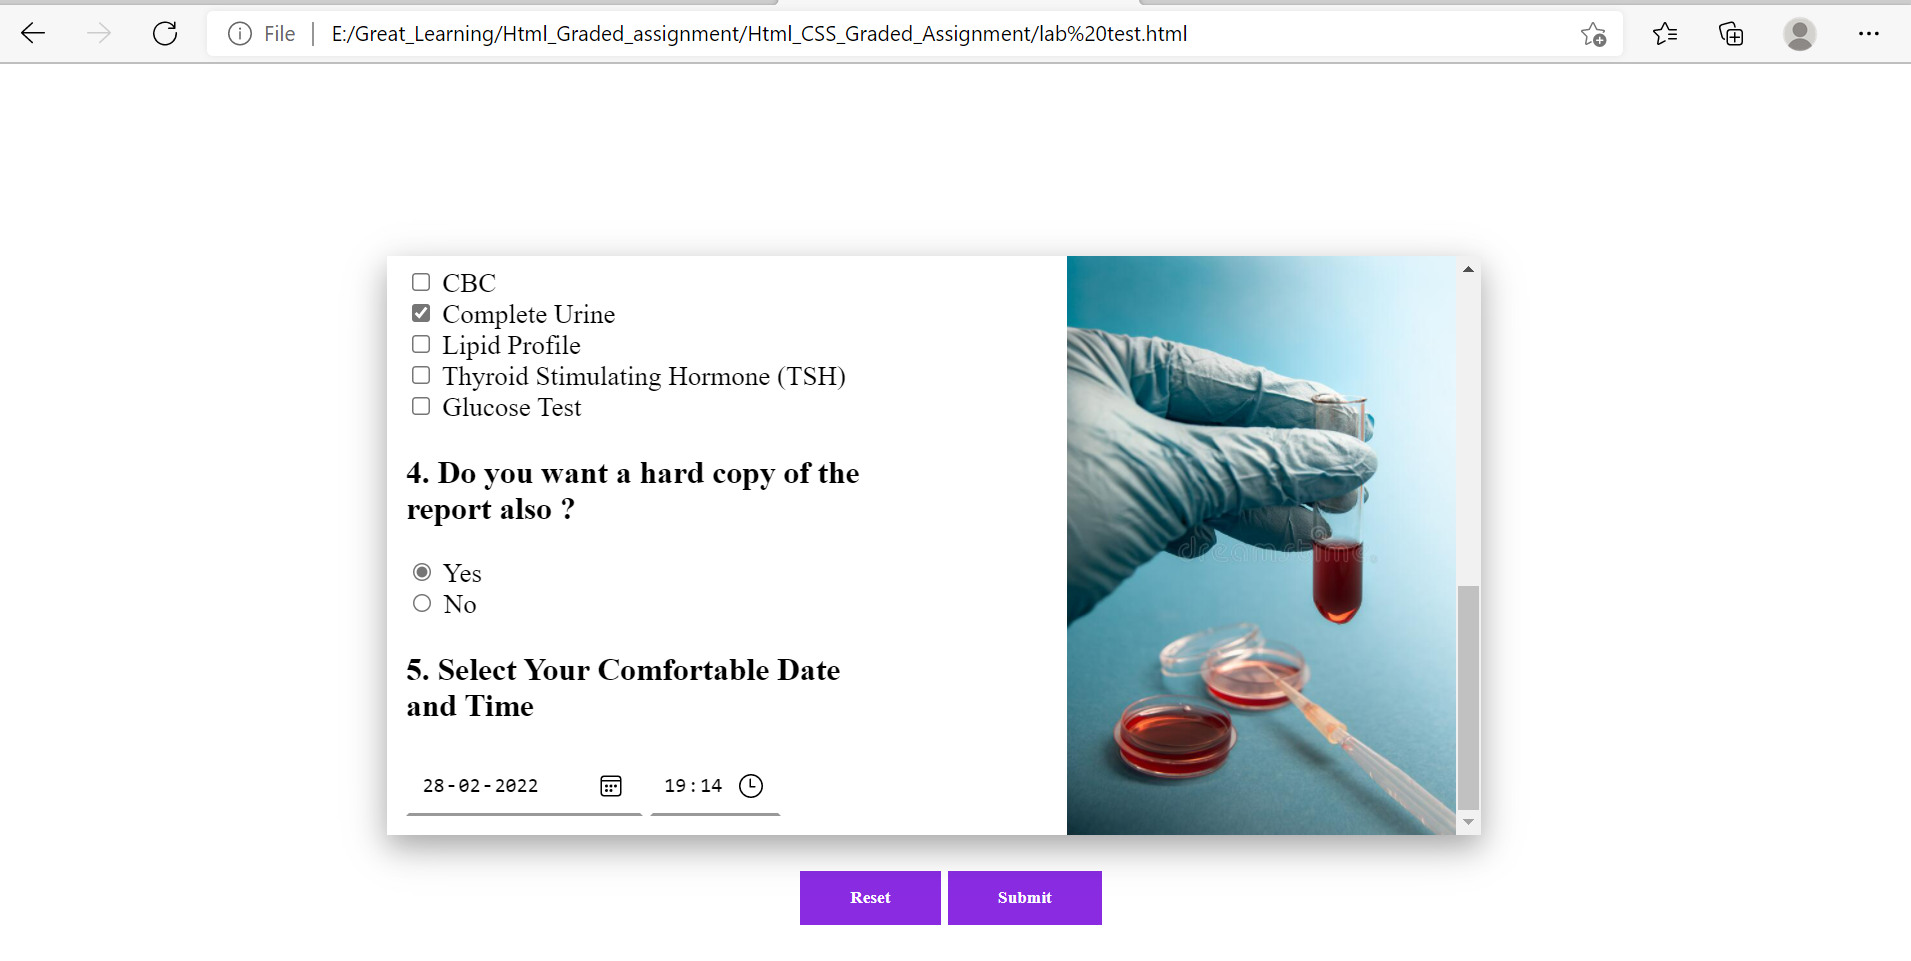 File
E:/Great_Learning/Html_Graded_assignment/Html_CSS_Graded_Assignment/lab%20test.html
CBC
Complete Urine
Lipid Profile
Thyroid Stimulating Hormone (TSH)
Glucose Test
4. Do you want a hard copy of the
report also ?
Yes
No
5. Select Your Comfortable Date
and Time
28-02-2022 19:14
dreamstime.
Reset Submit